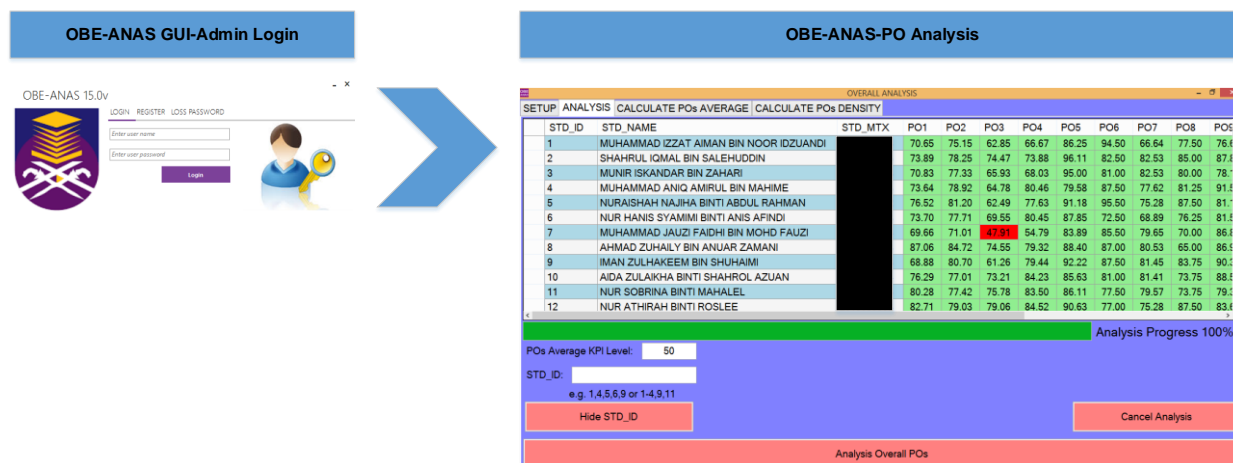 OBE-ANAS GUI-Admin Login
OBE-ANAS-PO Analysis
OBE-ANAS 15.0v
LOGIN REGISTER LOSS PASSWORD
Enter user name
Enter user password
Login
OVERALL ANALYSIS
SETUP ANALYSIS CALCULATE POs AVERAGE CALCULATE POs DENSITY
STD_ID STD_NAME STD_MTX PO1 PO2 PO3 PO4 PO5 PO6 PO7 PO8 PO9
1 MUHAMMAD IZZAT AIMAN BIN NOOR IDZUANDI 70.65 75.15 62.85 66.67 86.25 94.50 66.64 77.50
2 SHAHRUL IQMAL BIN SALEHUDDIN 73.89 78.25 74.47 73.88 96.11 82.50 82.53 85.00
3 MUNIR ISKANDAR BIN ZAHARI 70.83 77.33 65.93 68.03 95.00 81.00 82.53 80.00
4 MUHAMMAD ANIQ AMIRUL BIN MAHIME 73.64 78.92 64.78 80.46 79.58 87.50 77.62 81.25
5 NURAISHAH NAJIHA BINTI ABDUL RAHMAN 76.52 81.20 62.49 77.63 91.18 95.50 75.28 87.50
6 NUR HANIS SYAMIMI BINTI ANIS AFINDI 73.70 77.71 69.55 80.45 87.85 72.50 68.89 76.25
7 MUHAMMAD JAUZI FAIDHI BIN MOHD FAUZI 69.66 71.01 47.91 54.79 83.89 85.50 79.65 70.00
8 AHMAD ZUHAILY BIN ANUAR ZAMANI 87.06 84.72 74.55 79.32 88.40 87.00 80.53 65.00
9 IMAN ZULHAKEEM BIN SHUHAIMI 68.88 80.70 61.26 79.44 92.22 87.50 81.45 83.75
10 AIDA ZULAIKHA BINTI SHAHROL AZUAN 76.29 77.01 73.21 84.23 85.63 81.00 81.41 73.75
11 NUR SOBRINA BINTI MAHALEL 80.28 77.42 75.78 83.50 86.11 77.50 79.57 73.75
12 NUR ATHIRAH BINTI ROSLEE 82.71 79.03 79.06 84.52 90.63 77.00 75.28 87.50
Analysis Progress 100%
POs Average KPI Level: 50
STD_ID:
e.g. 1,4,5,6,9 or 1-4,9,11
Hide STD_ID Cancel Analysis
Analysis Overall POs